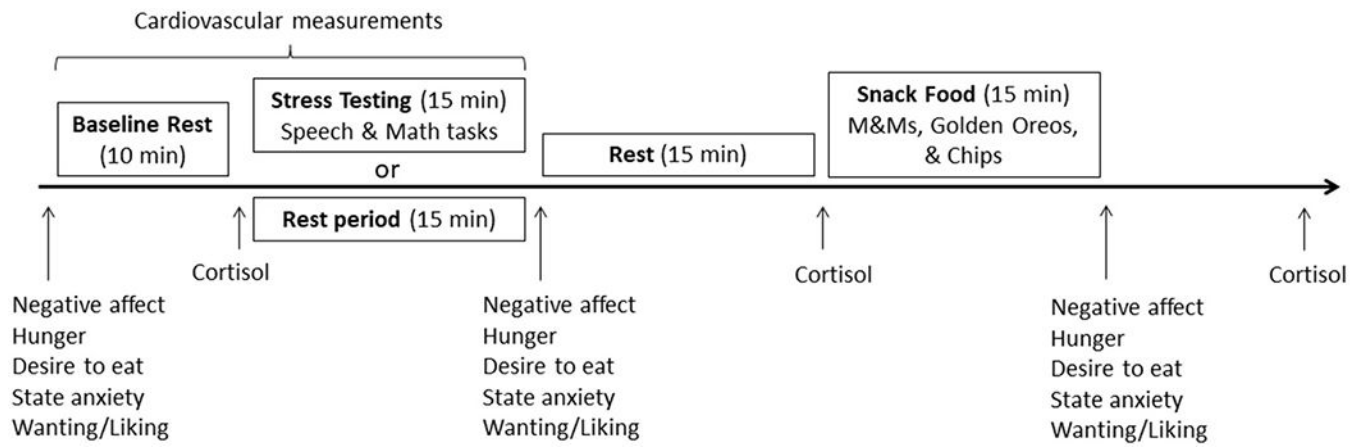 Cardiovascular measurements
Baseline Rest
(10 min)
Stress Testing (15 min)
Speech & Math tasks
or
Rest period (15 min)
Rest (15 min)
Snack Food (15 min)
M&Ms, Golden Oreos,
& Chips
Cortisol
Cortisol
Cortisol
Negative affect
Hunger
Desire to eat
State anxiety
Wanting/Liking
Negative affect
Hunger
Desire to eat
State anxiety
Wanting/Liking
Negative affect
Hunger
Desire to eat
State anxiety
Wanting/Liking